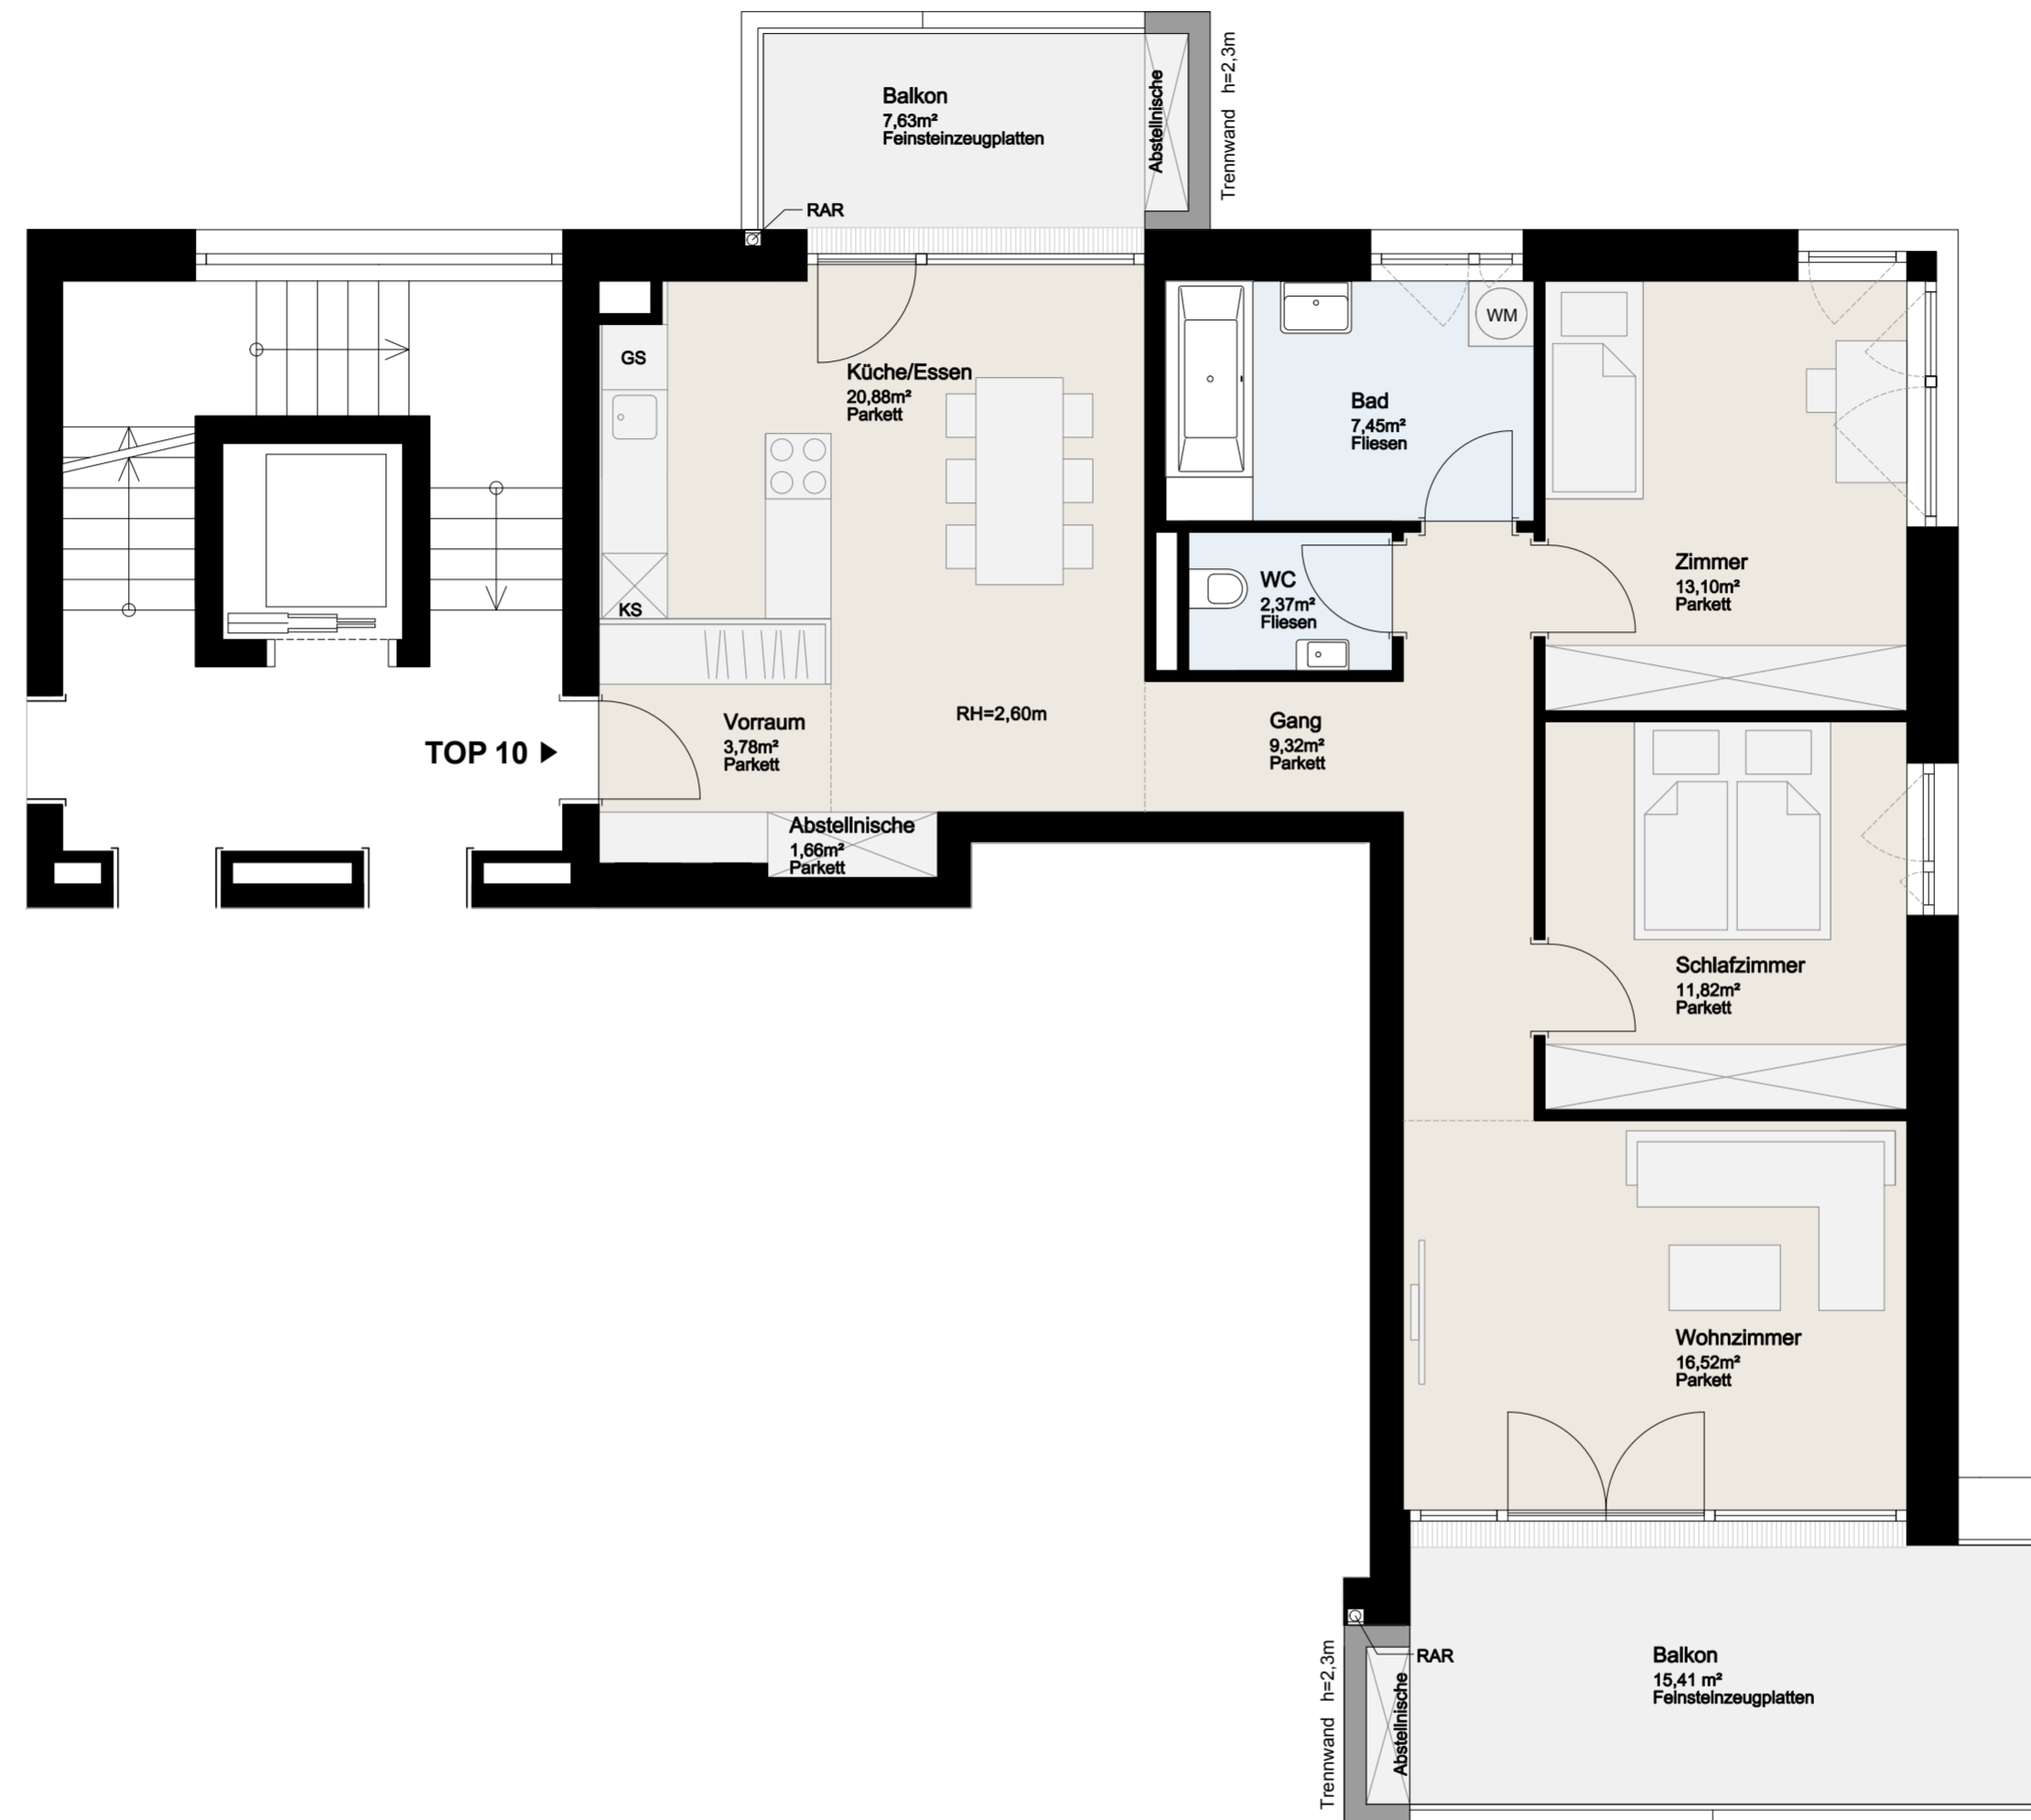 Balkon
7,63m²
Feinsteinzeugplatten
Abstellnische
Trennwand h=2,3m
RAR
GS
Küche/Essen
20,88m²
Parkett
WM
Bad
7,45m²
Fliesen
KS
WC
2,37m²
Fliesen
Zimmer
13,10m²
Parkett
TOP 10
Vorraum
3,78m²
Parkett
RH=2,60m
Gang
9,32m²
Parkett
Abstellnische
1,66m²
Parkett
Schlafzimmer
11,82m²
Parkett
Wohnzimmer
16,52m²
Parkett
RAR
Trennwand h=2,3m
Abstellnische
Balkon
15,41 m²
Feinsteinzeugplatten